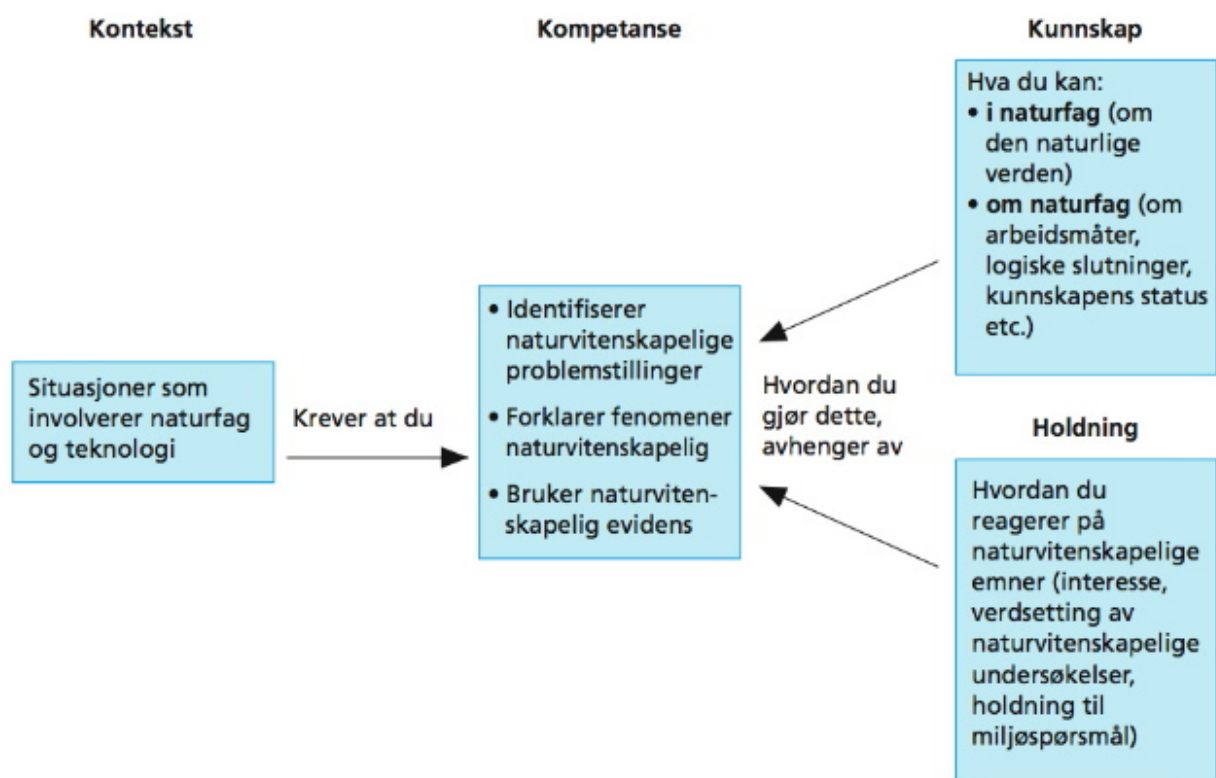 Kontekst
Situasjoner som
involverer naturfag
og teknologi
Krever at du
Kompetanse
• Identifiserer
naturvitenskapelige
problemstillinger
• Forklarer fenomener
naturvitenskapelig
• Bruker naturviten-
skapelig evidens
Hvordan du
gjør dette,
avhenger av
Kunnskap
Hva du kan:
• i naturfag (om
den naturlige
verden)
• om naturfag (om
arbeidsmåter,
logiske slutninger,
kunnskapens status
etc.)
Holdning
Hvordan du
reagerer på
naturvitenskapelige
emner (interesse,
verdsetting av
naturvitenskapelige
undersøkelser,
holdning til
miljøspørsmål)